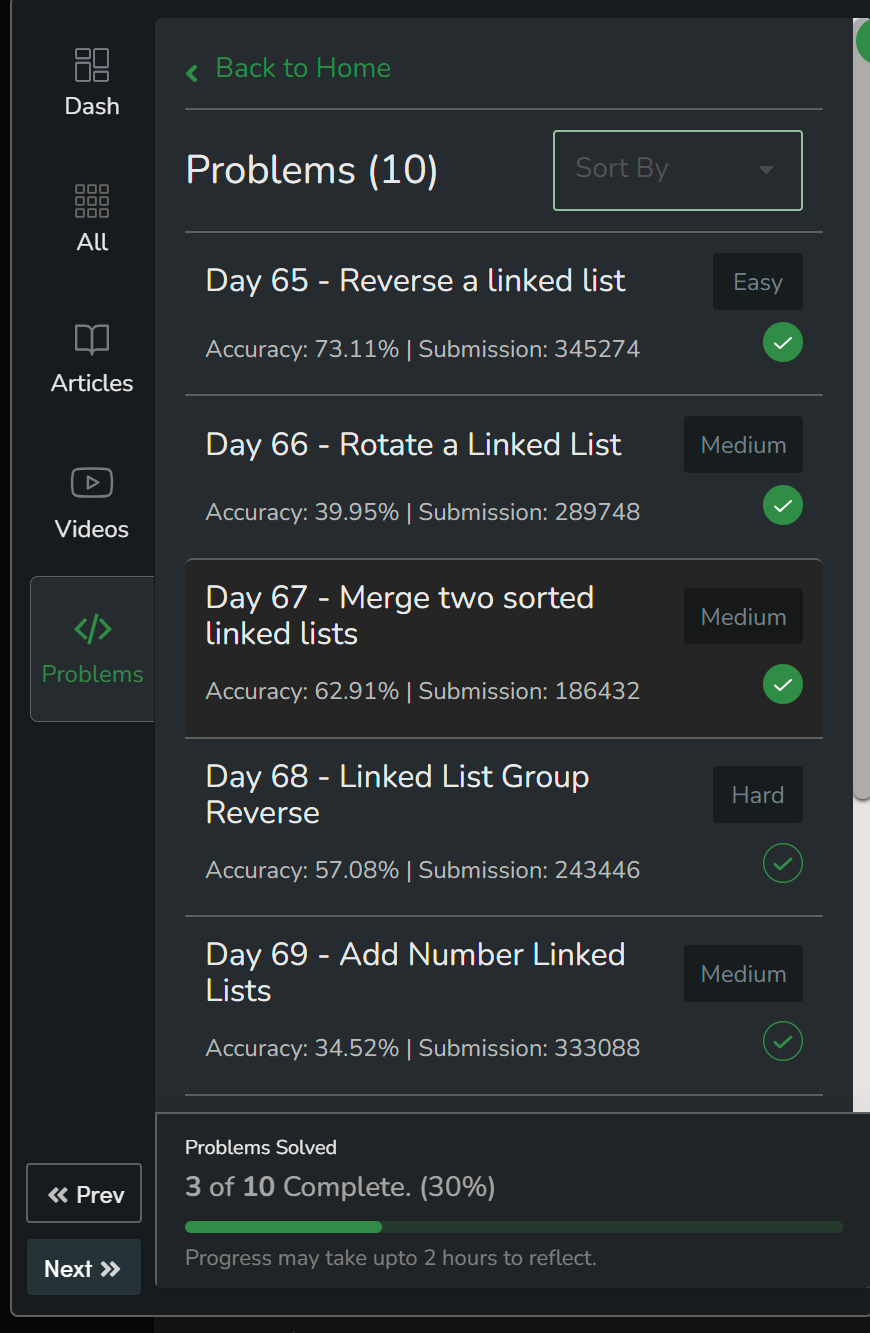 Dash
All
Articles
Videos
Problems
Prev
Next
Back to Home
Problems (10)
Sort By
Day 65 - Reverse a linked list
Easy
Accuracy: 73.11% | Submission: 345274
Day 66 - Rotate a Linked List
Medium
Accuracy: 39.95% | Submission: 289748
Day 67 - Merge two sorted
linked lists
Medium
Accuracy: 62.91% | Submission: 186432
Day 68 - Linked List Group
Reverse
Hard
Accuracy: 57.08% | Submission: 243446
Day 69 - Add Number Linked
Lists
Medium
Accuracy: 34.52% | Submission: 333088
Problems Solved
3 of 10 Complete. (30%)
Progress may take upto 2 hours to reflect.